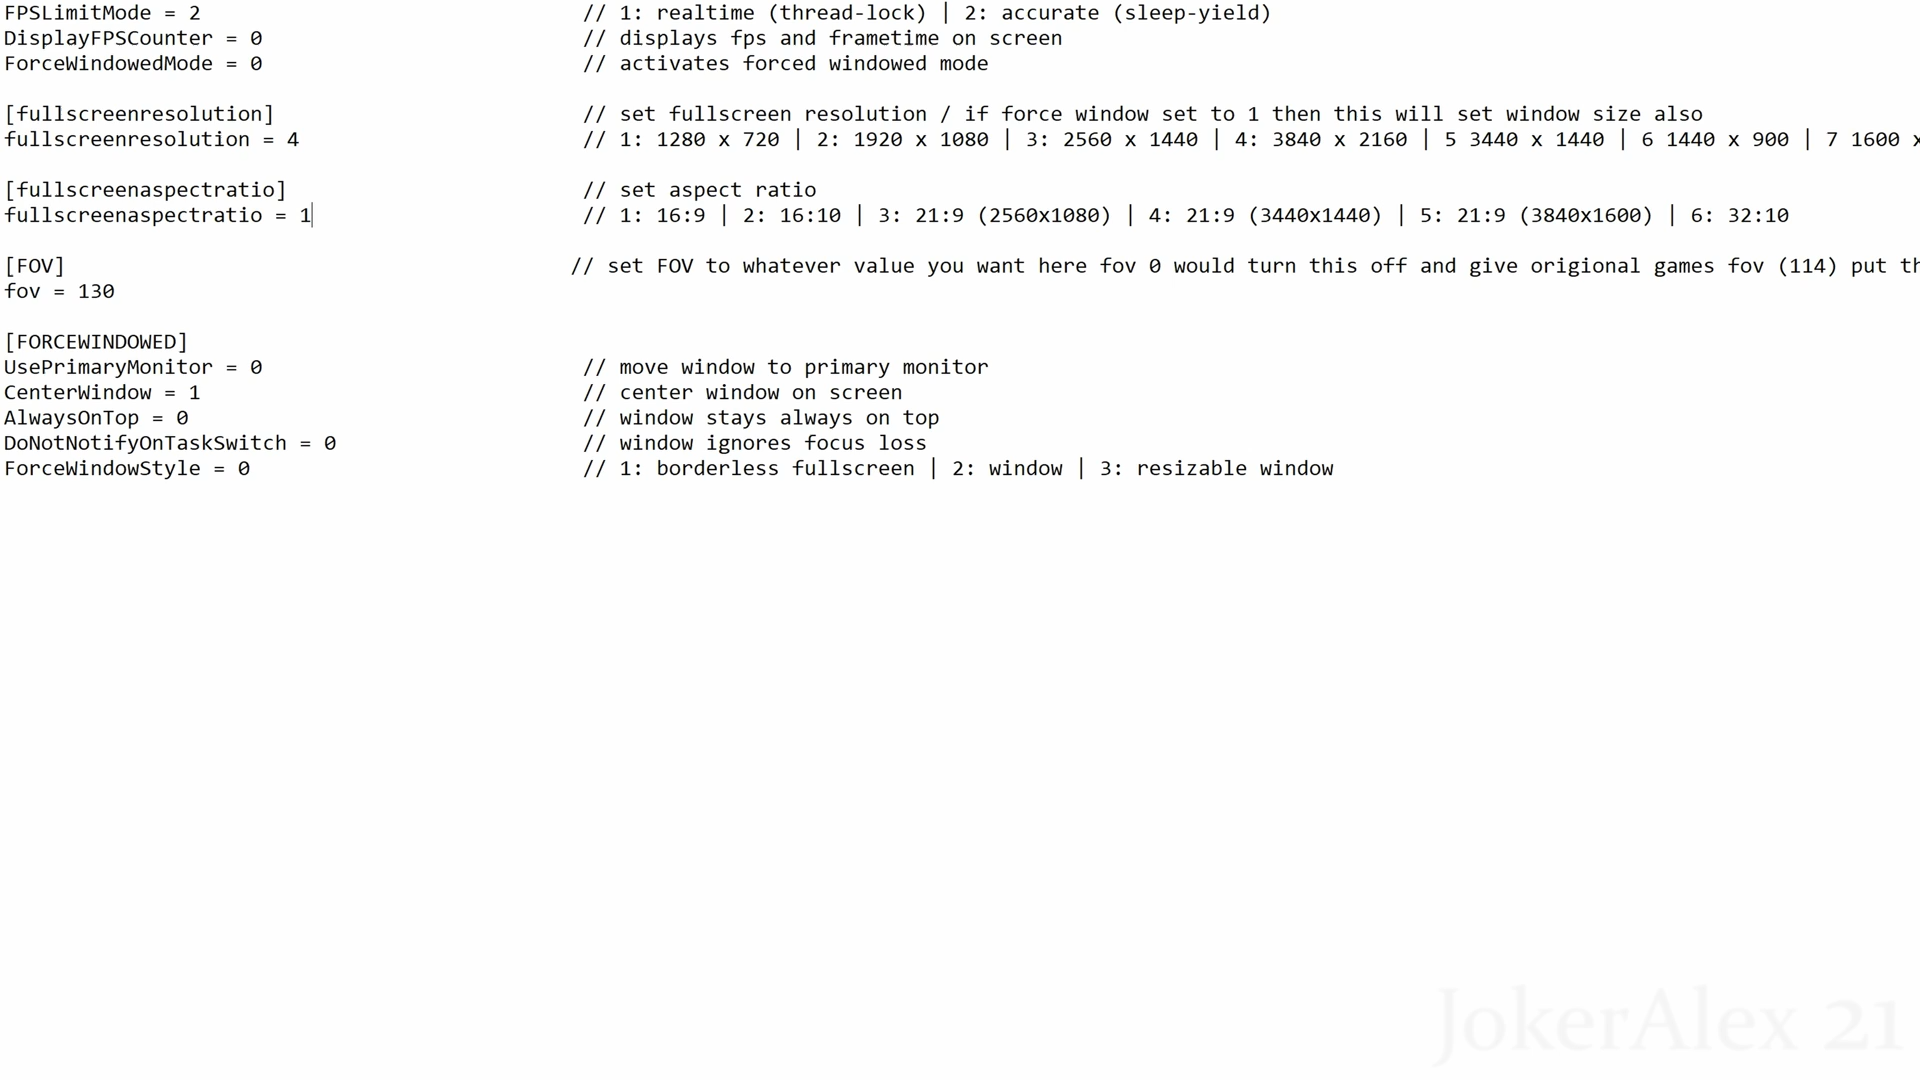 FPSLimitMode = 2 // 1: realtime (thread-lock) | 2: accurate (sleep-yield)
DisplayFPSCounter = 0 // displays fps and frametime on screen
ForceWindowedMode = 0 // activates forced windowed mode
[fullscreenresolution] // set fullscreen resolution / if force window set to 1 then this will set window size also
fullscreenresolution = 4 // 1: 1280 x 720 | 2: 1920 x 1080 | 3: 2560 x 1440 | 4: 3840 x 2160 | 5 3440 x 1440 | 6 1440 x 900 | 7 1600 x
[fullscreenaspectratio] // set aspect ratio
fullscreenaspectratio = 1 // 1: 16:9 | 2: 16:10 | 3: 21:9 (2560x1080) | 4: 21:9 (3440x1440) | 5: 21:9 (3840x1600) | 6: 32:10
[FOV] // set FOV to whatever value you want here fov 0 would turn this off and give origional games fov (114) put th
fov = 130
[FORCEWINDOWED]
UsePrimaryMonitor = 0 // move window to primary monitor
CenterWindow = 1 // center window on screen
AlwaysOnTop = 0 // window stays always on top
DoNotNotifyOnTaskSwitch = 0 // window ignores focus loss
ForceWindowStyle = 0 // 1: borderless fullscreen | 2: window | 3: resizable window
JokerAlex 21